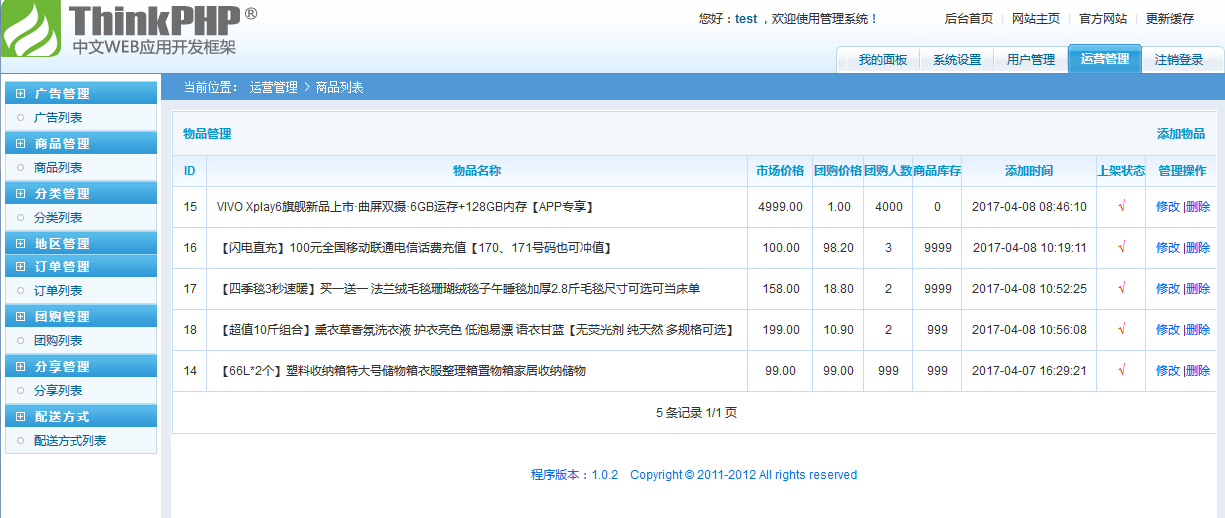 ThinkPHP®
中文WEB应用开发框架
您好：test ，欢迎使用管理系统！
后台首页 | 网站主页 | 官方网站 | 更新缓存
我的面板 系统设置 用户管理 运营管理 注销登录
当前位置： 运营管理 > 商品列表
广告管理
广告列表
商品管理
商品列表
分类管理
分类列表
地区管理
订单管理
订单列表
团购管理
团购列表
分享管理
分享列表
配送方式
配送方式列表
物品管理 添加物品
ID 物品名称 市场价格 团购价格 团购人数 商品库存 添加时间 上架状态 管理操作
15 VIVO Xplay6旗舰新品上市·曲屏双摄·6GB运存+128GB内存【APP专享】 4999.00 1.00 4000 0 2017-04-08 08:46:10 √ 修改 |删除
16 【闪电直充】100元全国移动联通电信话费充值【170、171号码也可冲值】 100.00 98.20 3 9999 2017-04-08 10:19:11 √ 修改 |删除
17 【四季毯3秒速暖】买一送一 法兰绒毛毯珊瑚绒毯子午睡毯加厚2.8斤毛毯尺寸可选可当床单 158.00 18.80 2 9999 2017-04-08 10:52:25 √ 修改 |删除
18 【超值10斤组合】薰衣草香氛洗衣液 护衣亮色 低泡易漂 语衣甘蓝【无荧光剂 纯天然 多规格可选】 199.00 10.90 2 999 2017-04-08 10:56:08 √ 修改 |删除
14 【66L*2个】塑料收纳箱特大号储物箱衣服整理箱置物箱家居收纳储物 99.00 99.00 999 999 2017-04-07 16:29:21 √ 修改 |删除
5 条记录 1/1 页
程序版本：1.0.2 Copyright © 2011-2012 All rights reserved